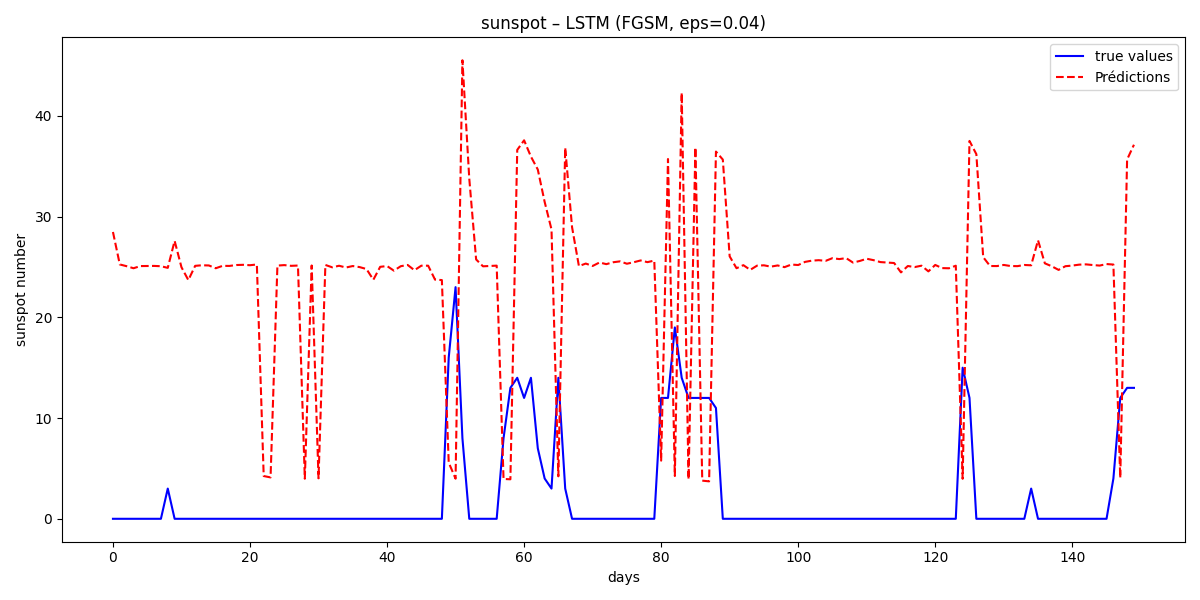 sunspot – LSTM (FGSM, eps=0.04)
true values
Prédictions
sunspot number
40
30
20
10
0
0 20 40 60 80 100 120 140
days